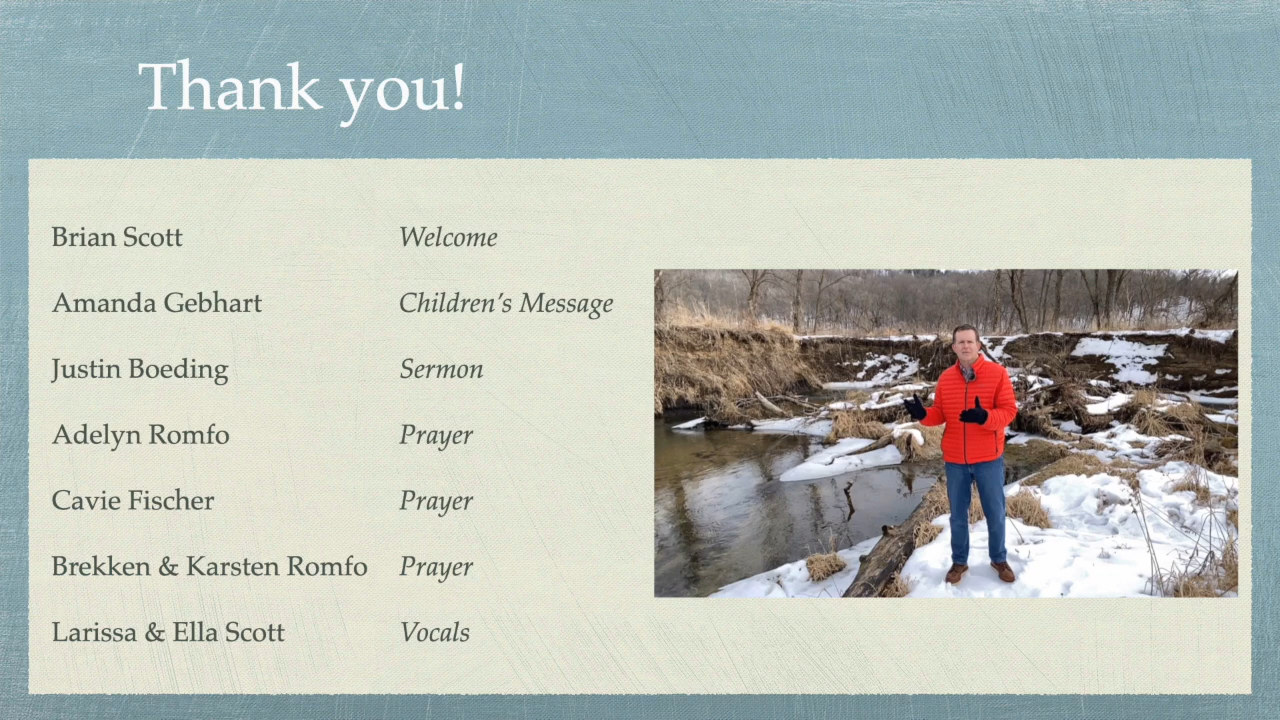 Thank you!
Brian Scott Welcome
Amanda Gebhart Children's Message
Justin Boeding Sermon
Adelyn Romfo Prayer
Cavie Fischer Prayer
Brekken & Karsten Romfo Prayer
Larissa & Ella Scott Vocals